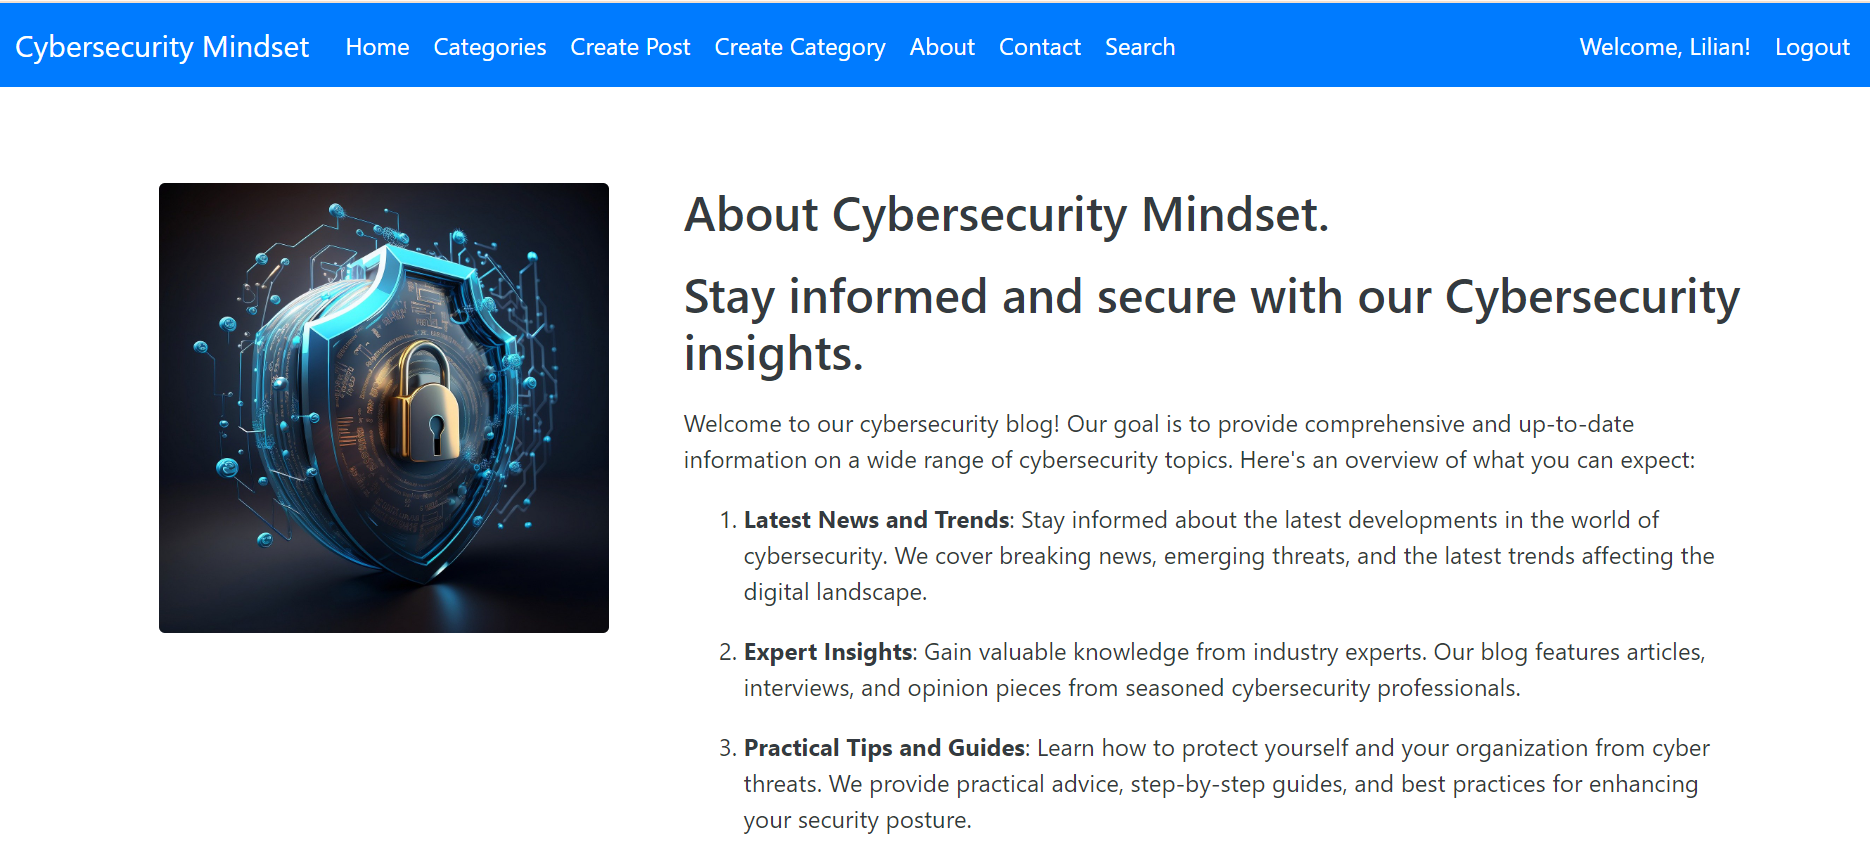 Cybersecurity Mindset Home Categories Create Post Create Category About Contact Search Welcome, Lilian! Logout
About Cybersecurity Mindset.
Stay informed and secure with our Cybersecurity
insights.
Welcome to our cybersecurity blog! Our goal is to provide comprehensive and up-to-date
information on a wide range of cybersecurity topics. Here's an overview of what you can expect:
1. Latest News and Trends: Stay informed about the latest developments in the world of
cybersecurity. We cover breaking news, emerging threats, and the latest trends affecting the
digital landscape.
2. Expert Insights: Gain valuable knowledge from industry experts. Our blog features articles,
interviews, and opinion pieces from seasoned cybersecurity professionals.
3. Practical Tips and Guides: Learn how to protect yourself and your organization from cyber
threats. We provide practical advice, step-by-step guides, and best practices for enhancing
your security posture.